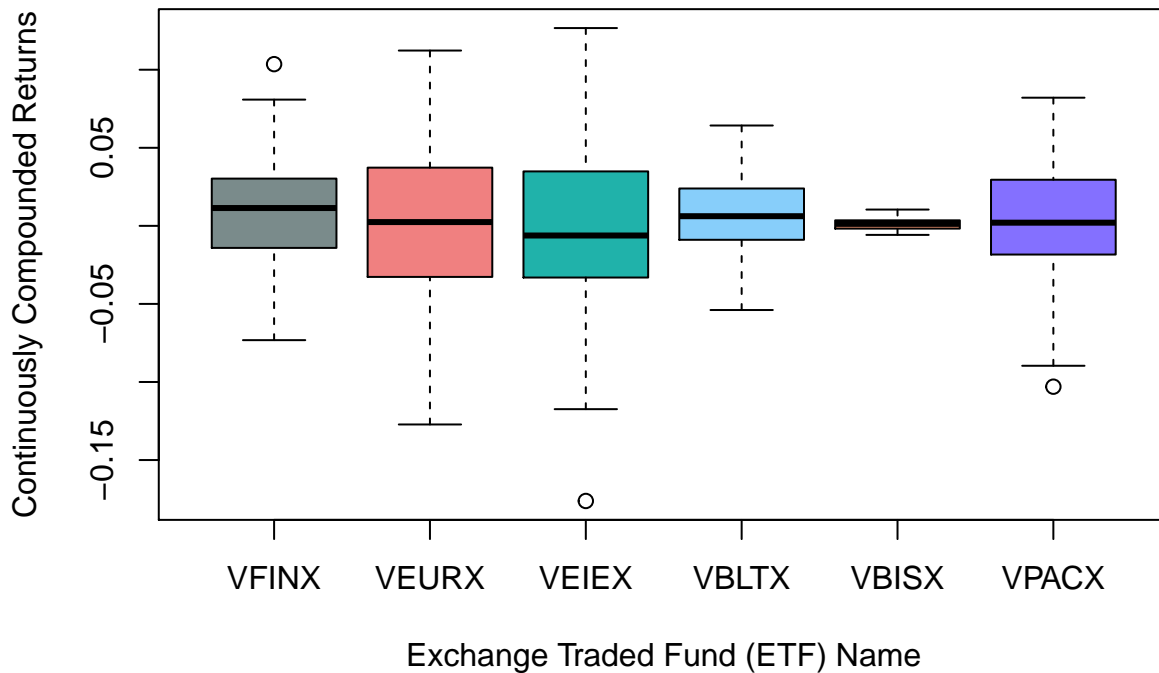 Continuously Compounded Returns
0.05
−0.05
−0.15
VFINX VEURX VEIEX VBLTX VBISX VPACX
Exchange Traded Fund (ETF) Name